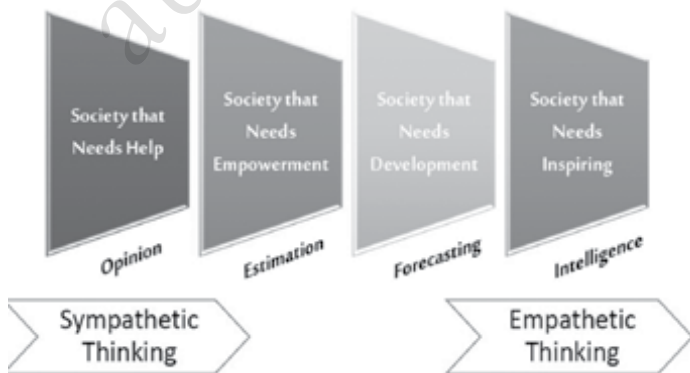 Society that
Needs Help
Society that
Needs
Empowerment
Society that
Needs
Development
Society that
Needs
Inspiring
Opinion
Estimation
Forecasting
Intelligence
Sympathetic
Thinking
Empathetic
Thinking